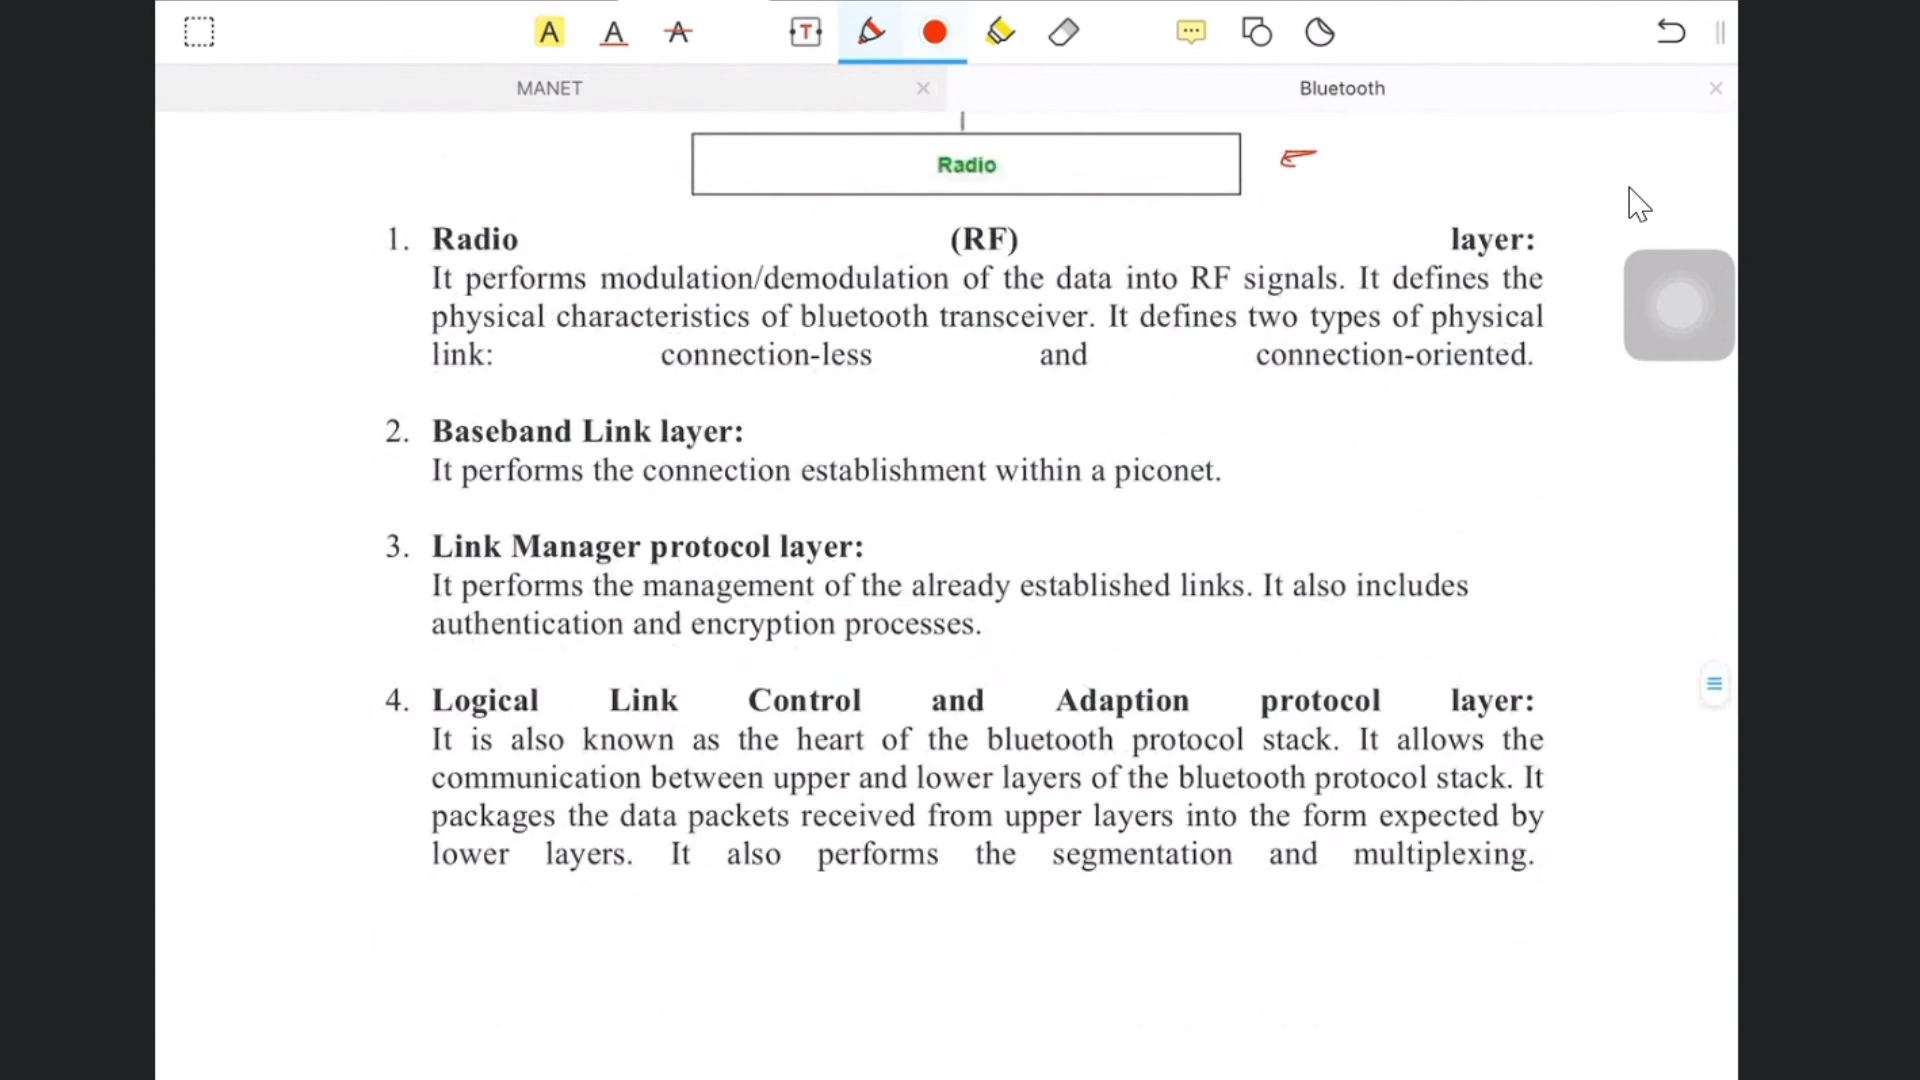 A A A T
MANET Bluetooth
Radio
1. Radio (RF) layer:
It performs modulation/demodulation of the data into RF signals. It defines the
physical characteristics of bluetooth transceiver. It defines two types of physical
link: connection-less and connection-oriented.
2. Baseband Link layer:
It performs the connection establishment within a piconet.
3. Link Manager protocol layer:
It performs the management of the already established links. It also includes
authentication and encryption processes.
4. Logical Link Control and Adaption protocol layer:
It is also known as the heart of the bluetooth protocol stack. It allows the
communication between upper and lower layers of the bluetooth protocol stack. It
packages the data packets received from upper layers into the form expected by
lower layers. It also performs the segmentation and multiplexing.